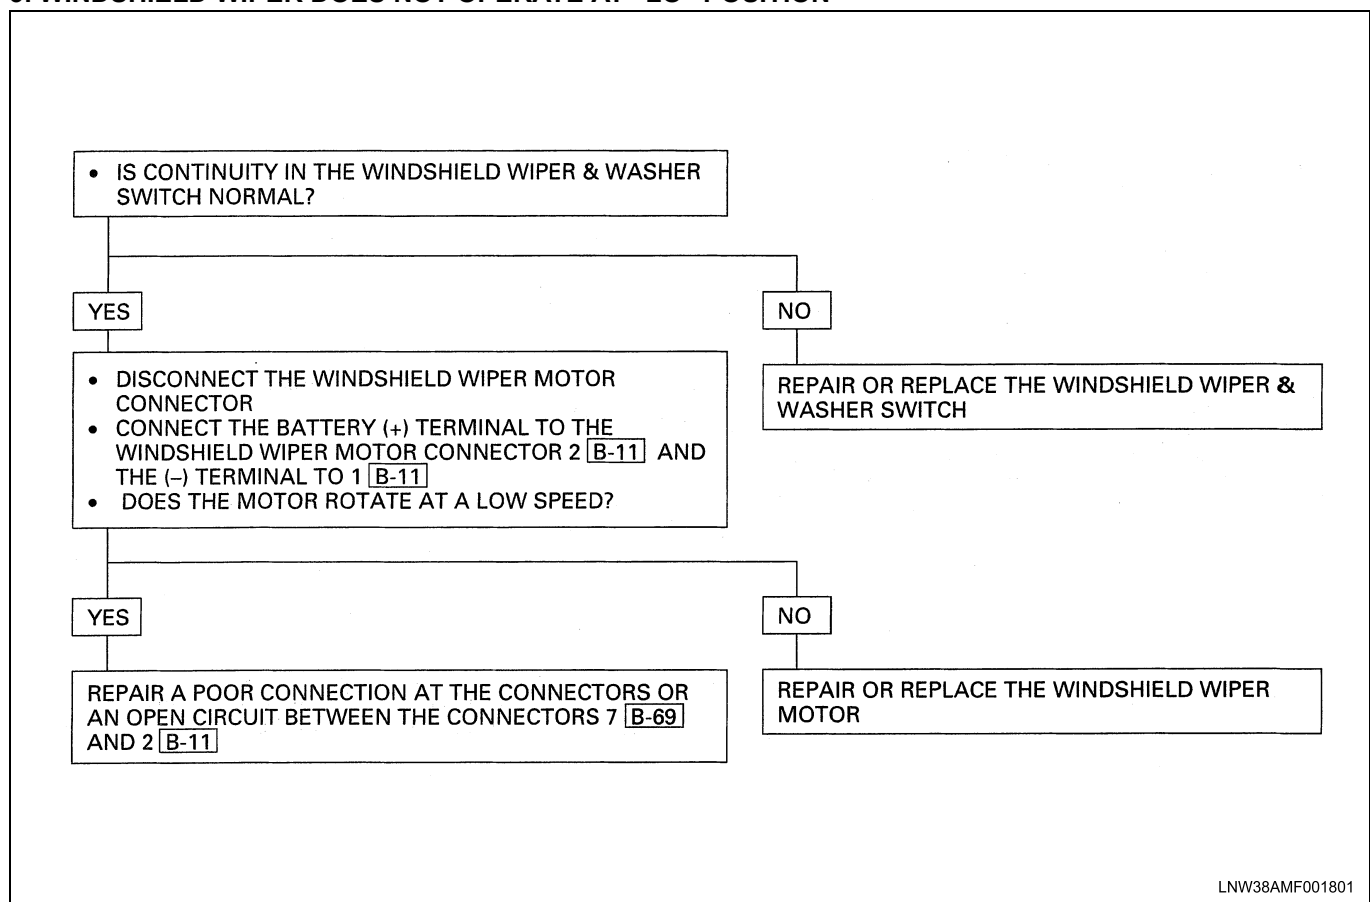 • IS CONTINUITY IN THE WINDSHIELD WIPER & WASHER
SWITCH NORMAL?
YES
NO
• DISCONNECT THE WINDSHIELD WIPER MOTOR
CONNECTOR
• CONNECT THE BATTERY (+) TERMINAL TO THE
WINDSHIELD WIPER MOTOR CONNECTOR 2 B-11 AND
THE (–) TERMINAL TO 1 B-11
• DOES THE MOTOR ROTATE AT A LOW SPEED?
REPAIR OR REPLACE THE WINDSHIELD WIPER &
WASHER SWITCH
YES
NO
REPAIR A POOR CONNECTION AT THE CONNECTORS OR
AN OPEN CIRCUIT BETWEEN THE CONNECTORS 7 B-69
AND 2 B-11
REPAIR OR REPLACE THE WINDSHIELD WIPER
MOTOR
LNW38AMF001801